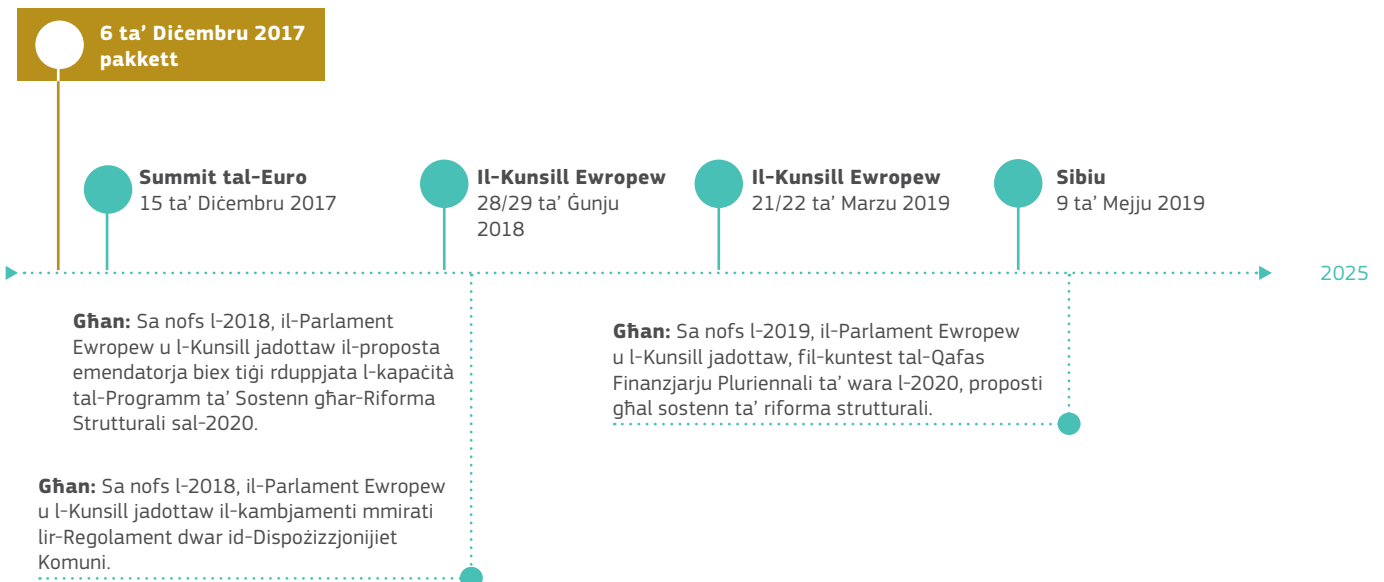 6 ta’ Diċembru 2017
pakkett
Summit tal-Euro
15 ta’ Diċembru 2017
Il-Kunsill Ewropew
28/29 ta’ Ġunju
2018
Il-Kunsill Ewropew
21/22 ta’ Marzu 2019
Sibiu
9 ta’ Mejju 2019
2025
Għan: Sa nofs l-2018, il-Parlament
Ewropew u l-Kunsill jadottaw il-proposta
emendatorja biex tiġi rduppjata l-kapaċità
tal-Programm ta’ Sostenn għar-Riforma
Strutturali sal-2020.
Għan: Sa nofs l-2019, il-Parlament Ewropew
u l-Kunsill jadottaw, fil-kuntest tal-Qafas
Finanzjarju Pluriennali ta’ wara l-2020, proposti
għal sostenn ta’ riforma strutturali.
Għan: Sa nofs l-2018, il-Parlament Ewropew
u l-Kunsill jadottaw il-kambjamenti mmirati
lir-Regolament dwar id-Dispożizzjonijiet
Komuni.